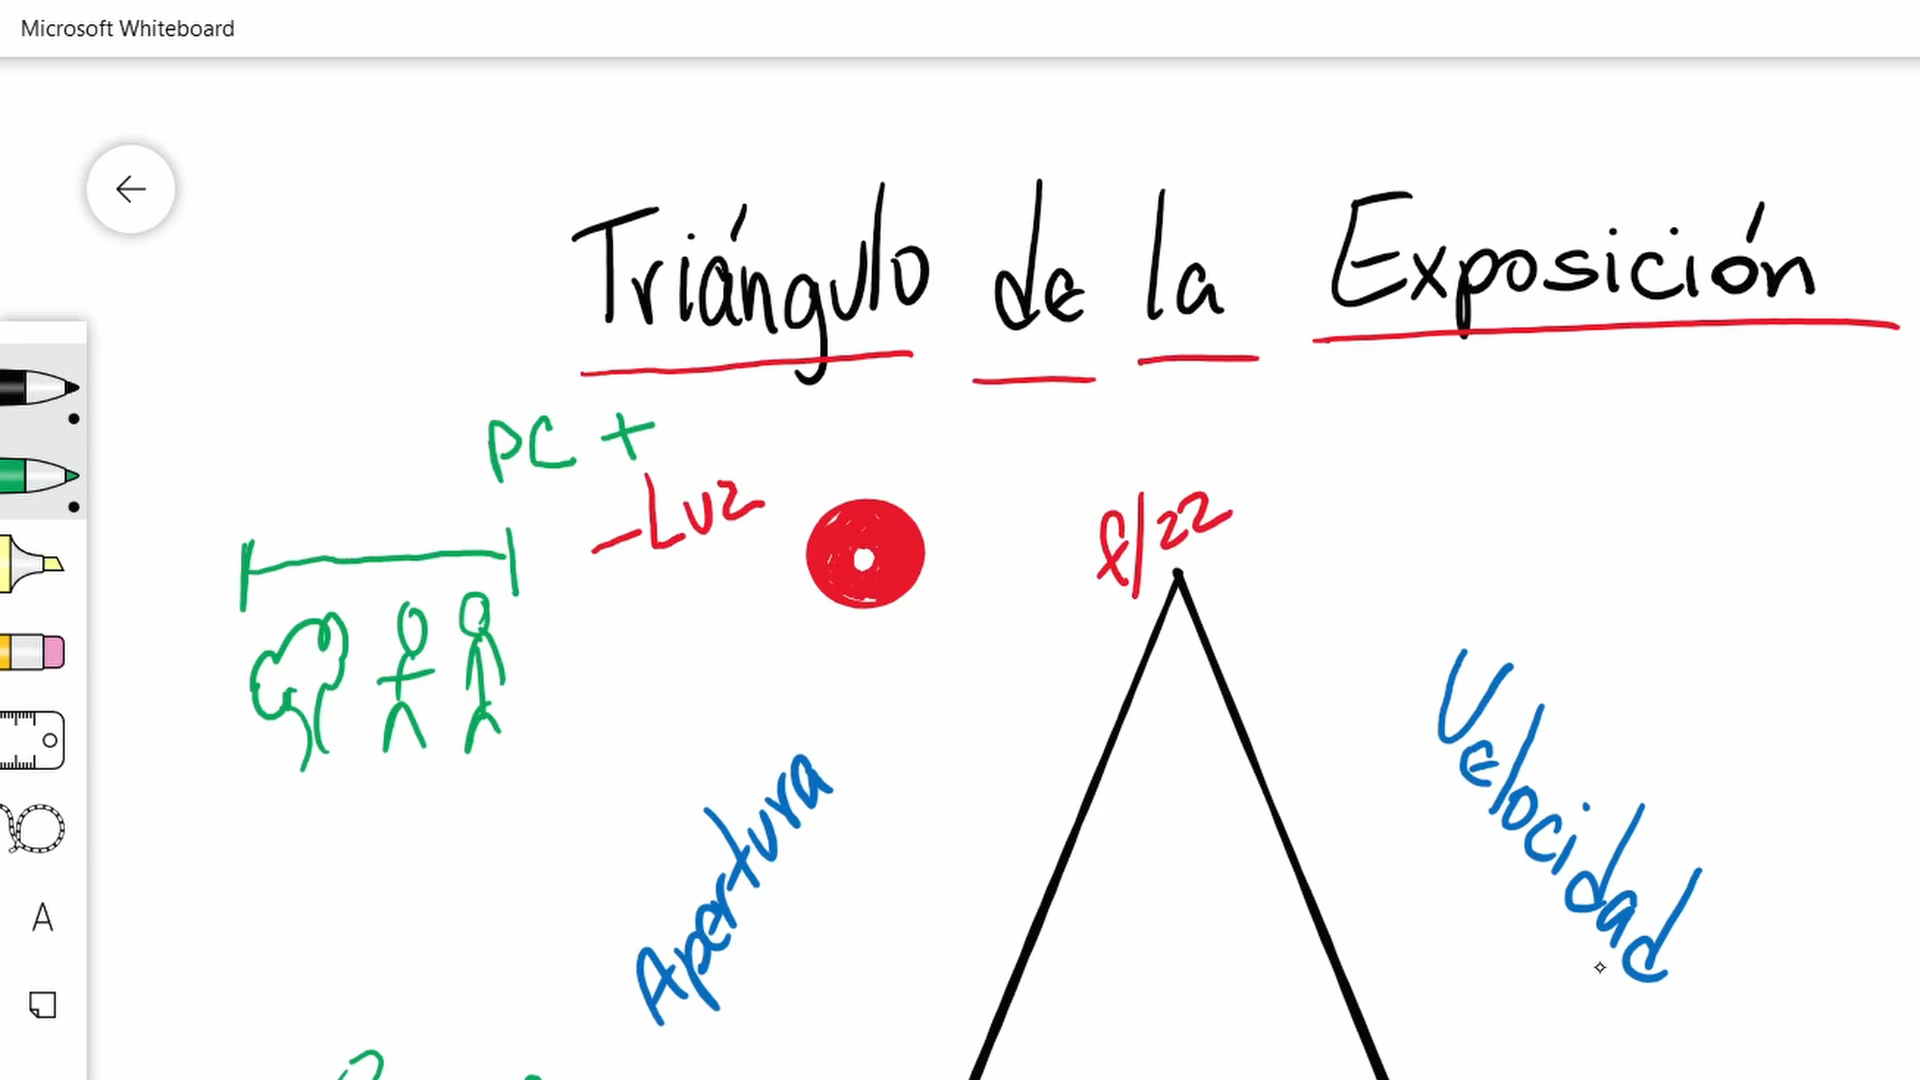 Microsoft Whiteboard
Triángulo de la Exposición
PC +
-Luz
f/22
Apertura
Velocidad
A